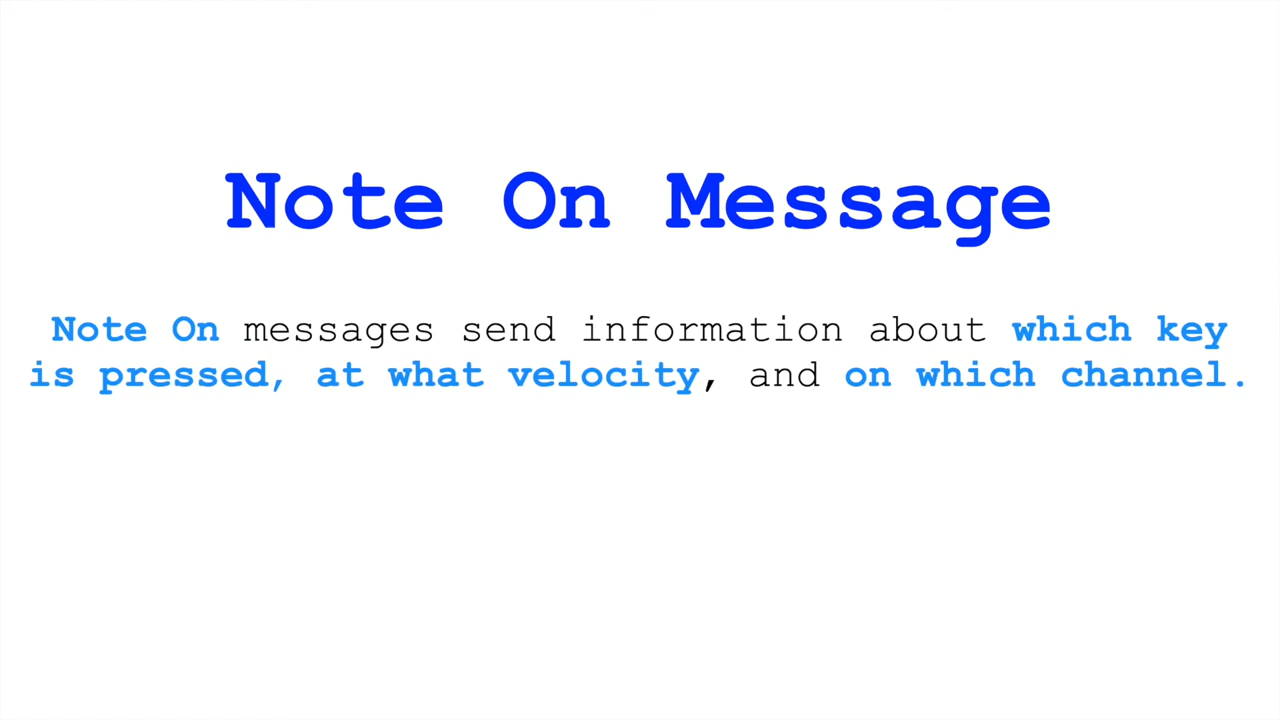 Note On Message
Note On messages send information about which key
is pressed, at what velocity, and on which channel.